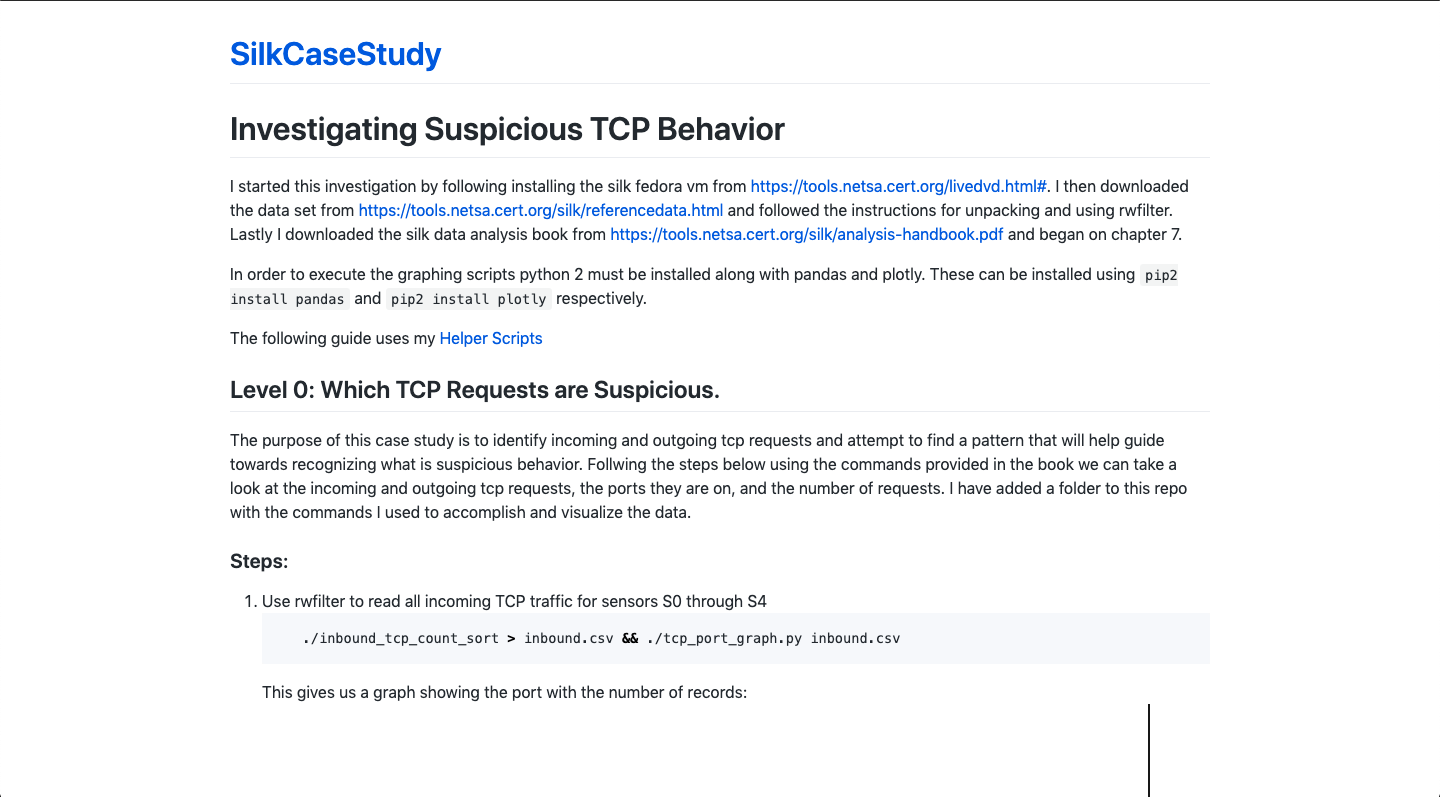 SilkCaseStudy
Investigating Suspicious TCP Behavior
I started this investigation by following installing the silk fedora vm from https://tools.netsa.cert.org/livedvd.html#. I then downloaded
the data set from https://tools.netsa.cert.org/silk/referencedata.html and followed the instructions for unpacking and using rwfilter.
Lastly I downloaded the silk data analysis book from https://tools.netsa.cert.org/silk/analysis-handbook.pdf and began on chapter 7.
In order to execute the graphing scripts python 2 must be installed along with pandas and plotly. These can be installed using pip2
install pandas and pip2 install plotly respectively.
The following guide uses my Helper Scripts
Level 0: Which TCP Requests are Suspicious.
The purpose of this case study is to identify incoming and outgoing tcp requests and attempt to find a pattern that will help guide
towards recognizing what is suspicious behavior. Follwing the steps below using the commands provided in the book we can take a
look at the incoming and outgoing tcp requests, the ports they are on, and the number of requests. I have added a folder to this repo
with the commands I used to accomplish and visualize the data.
Steps:
1. Use rwfilter to read all incoming TCP traffic for sensors S0 through S4
./inbound_tcp_count_sort > inbound.csv && ./tcp_port_graph.py inbound.csv
This gives us a graph showing the port with the number of records: